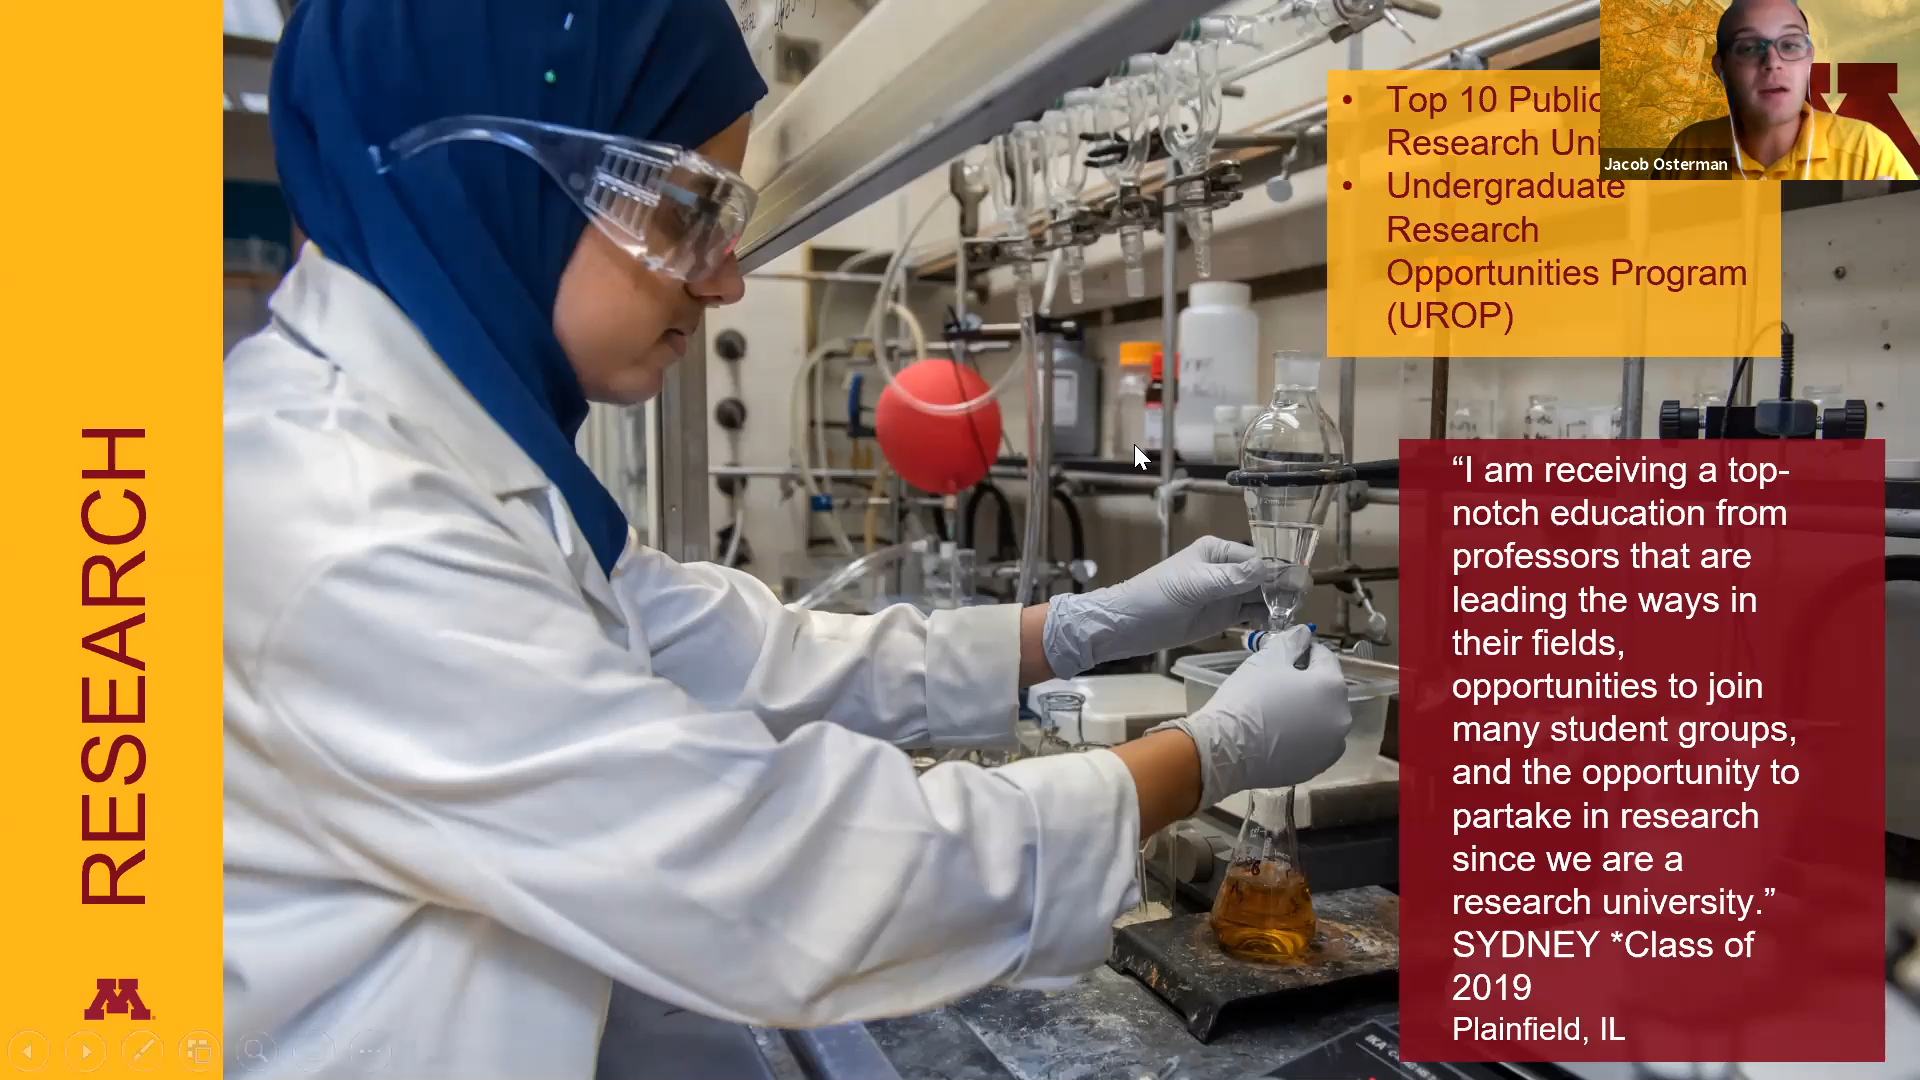 RESEARCH
Top 10 Public
Research Uni
Undergraduate
Research
Opportunities Program
(UROP)
Jacob Osterman
“I am receiving a top-
notch education from
professors that are
leading the ways in
their fields,
opportunities to join
many student groups,
and the opportunity to
partake in research
since we are a
research university.”
SYDNEY *Class of
2019
Plainfield, IL
M
M
IKA